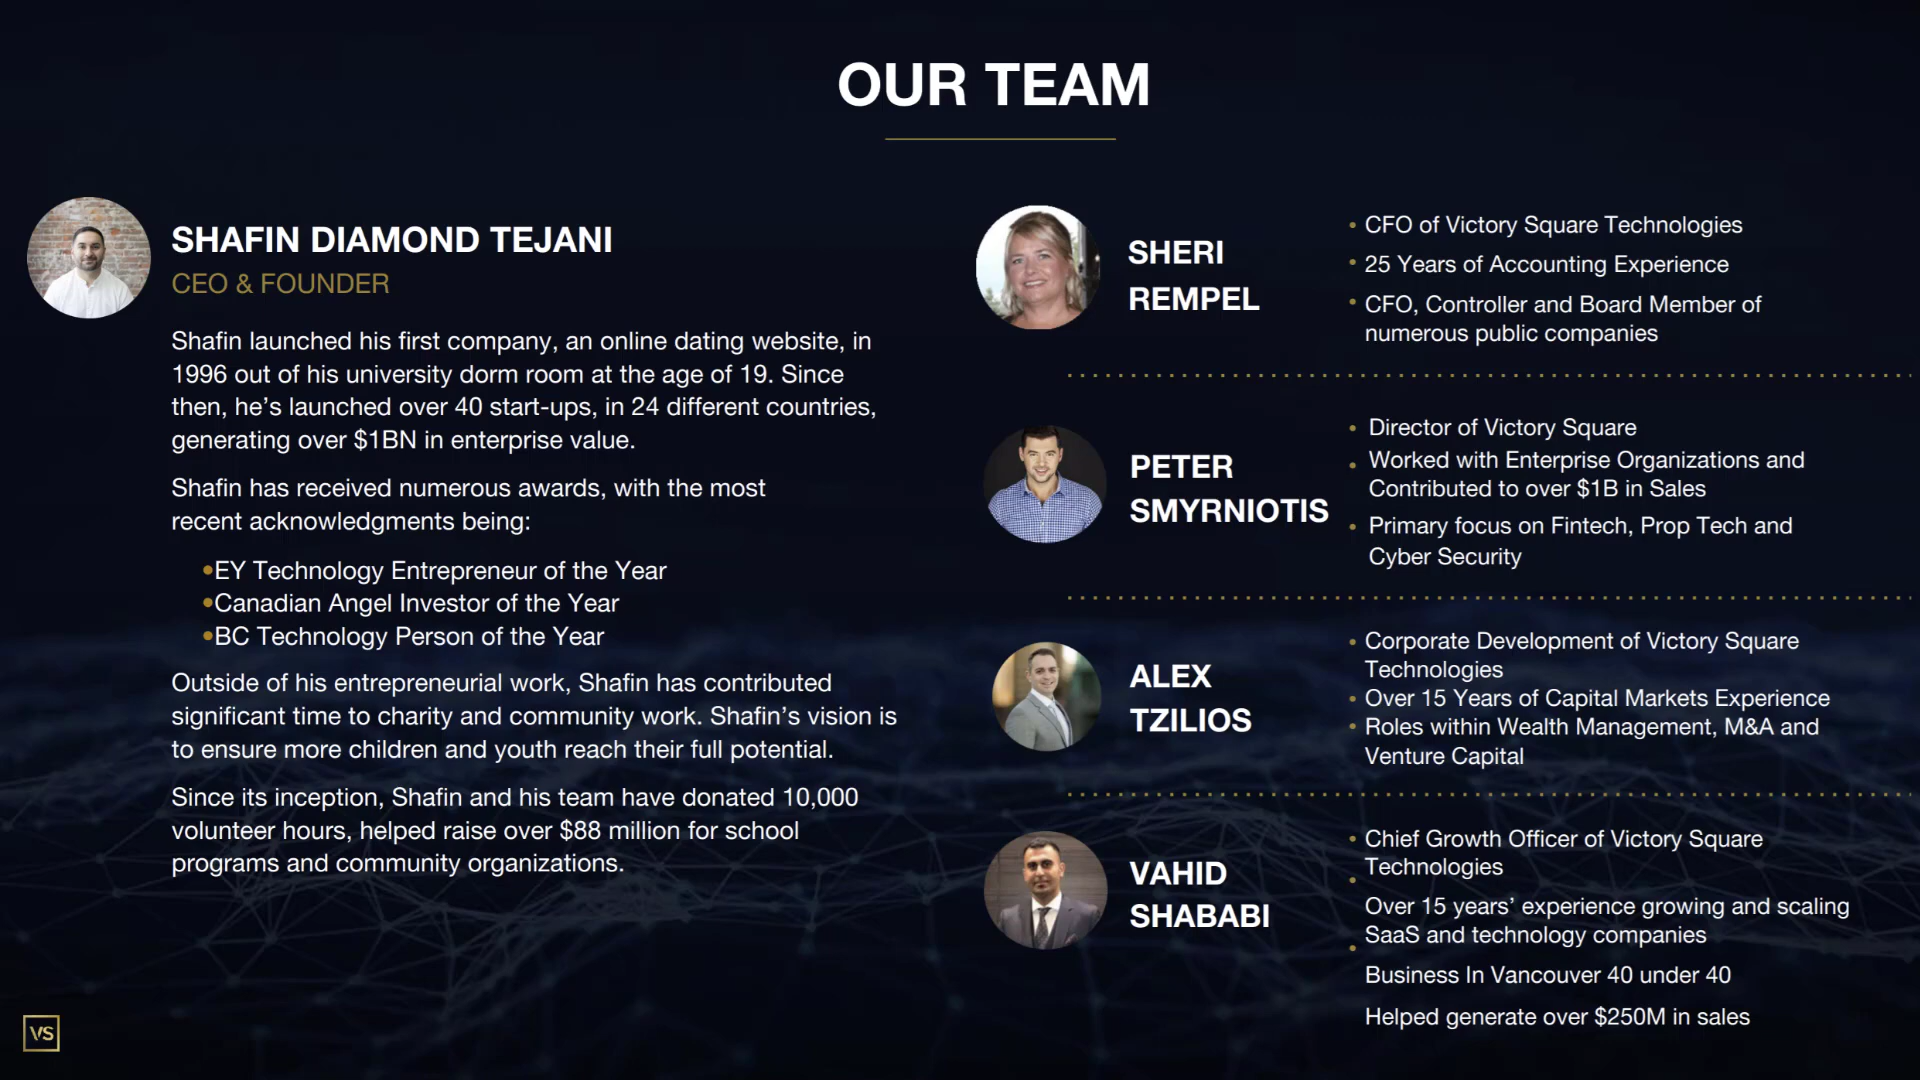 OUR TEAM
SHAFIN DIAMOND TEJANI
CEO & FOUNDER
Shafin launched his first company, an online dating website, in
1996 out of his university dorm room at the age of 19. Since
then, he’s launched over 40 start-ups, in 24 different countries,
generating over $1BN in enterprise value.
Shafin has received numerous awards, with the most
recent acknowledgments being:
•EY Technology Entrepreneur of the Year
•Canadian Angel Investor of the Year
•BC Technology Person of the Year
Outside of his entrepreneurial work, Shafin has contributed
significant time to charity and community work. Shafin’s vision is
to ensure more children and youth reach their full potential.
Since its inception, Shafin and his team have donated 10,000
volunteer hours, helped raise over $88 million for school
programs and community organizations.
SHERI
REMPEL
• CFO of Victory Square Technologies
• 25 Years of Accounting Experience
• CFO, Controller and Board Member of
numerous public companies
PETER
SMYRNIOTIS
• Director of Victory Square
• Worked with Enterprise Organizations and
Contributed to over $1B in Sales
• Primary focus on Fintech, Prop Tech and
Cyber Security
ALEX
TZILIOS
• Corporate Development of Victory Square
Technologies
• Over 15 Years of Capital Markets Experience
• Roles within Wealth Management, M&A and
Venture Capital
VAHID
SHABABI
• Chief Growth Officer of Victory Square
Technologies
• Over 15 years’ experience growing and scaling
SaaS and technology companies
• Business In Vancouver 40 under 40
Helped generate over $250M in sales
VS